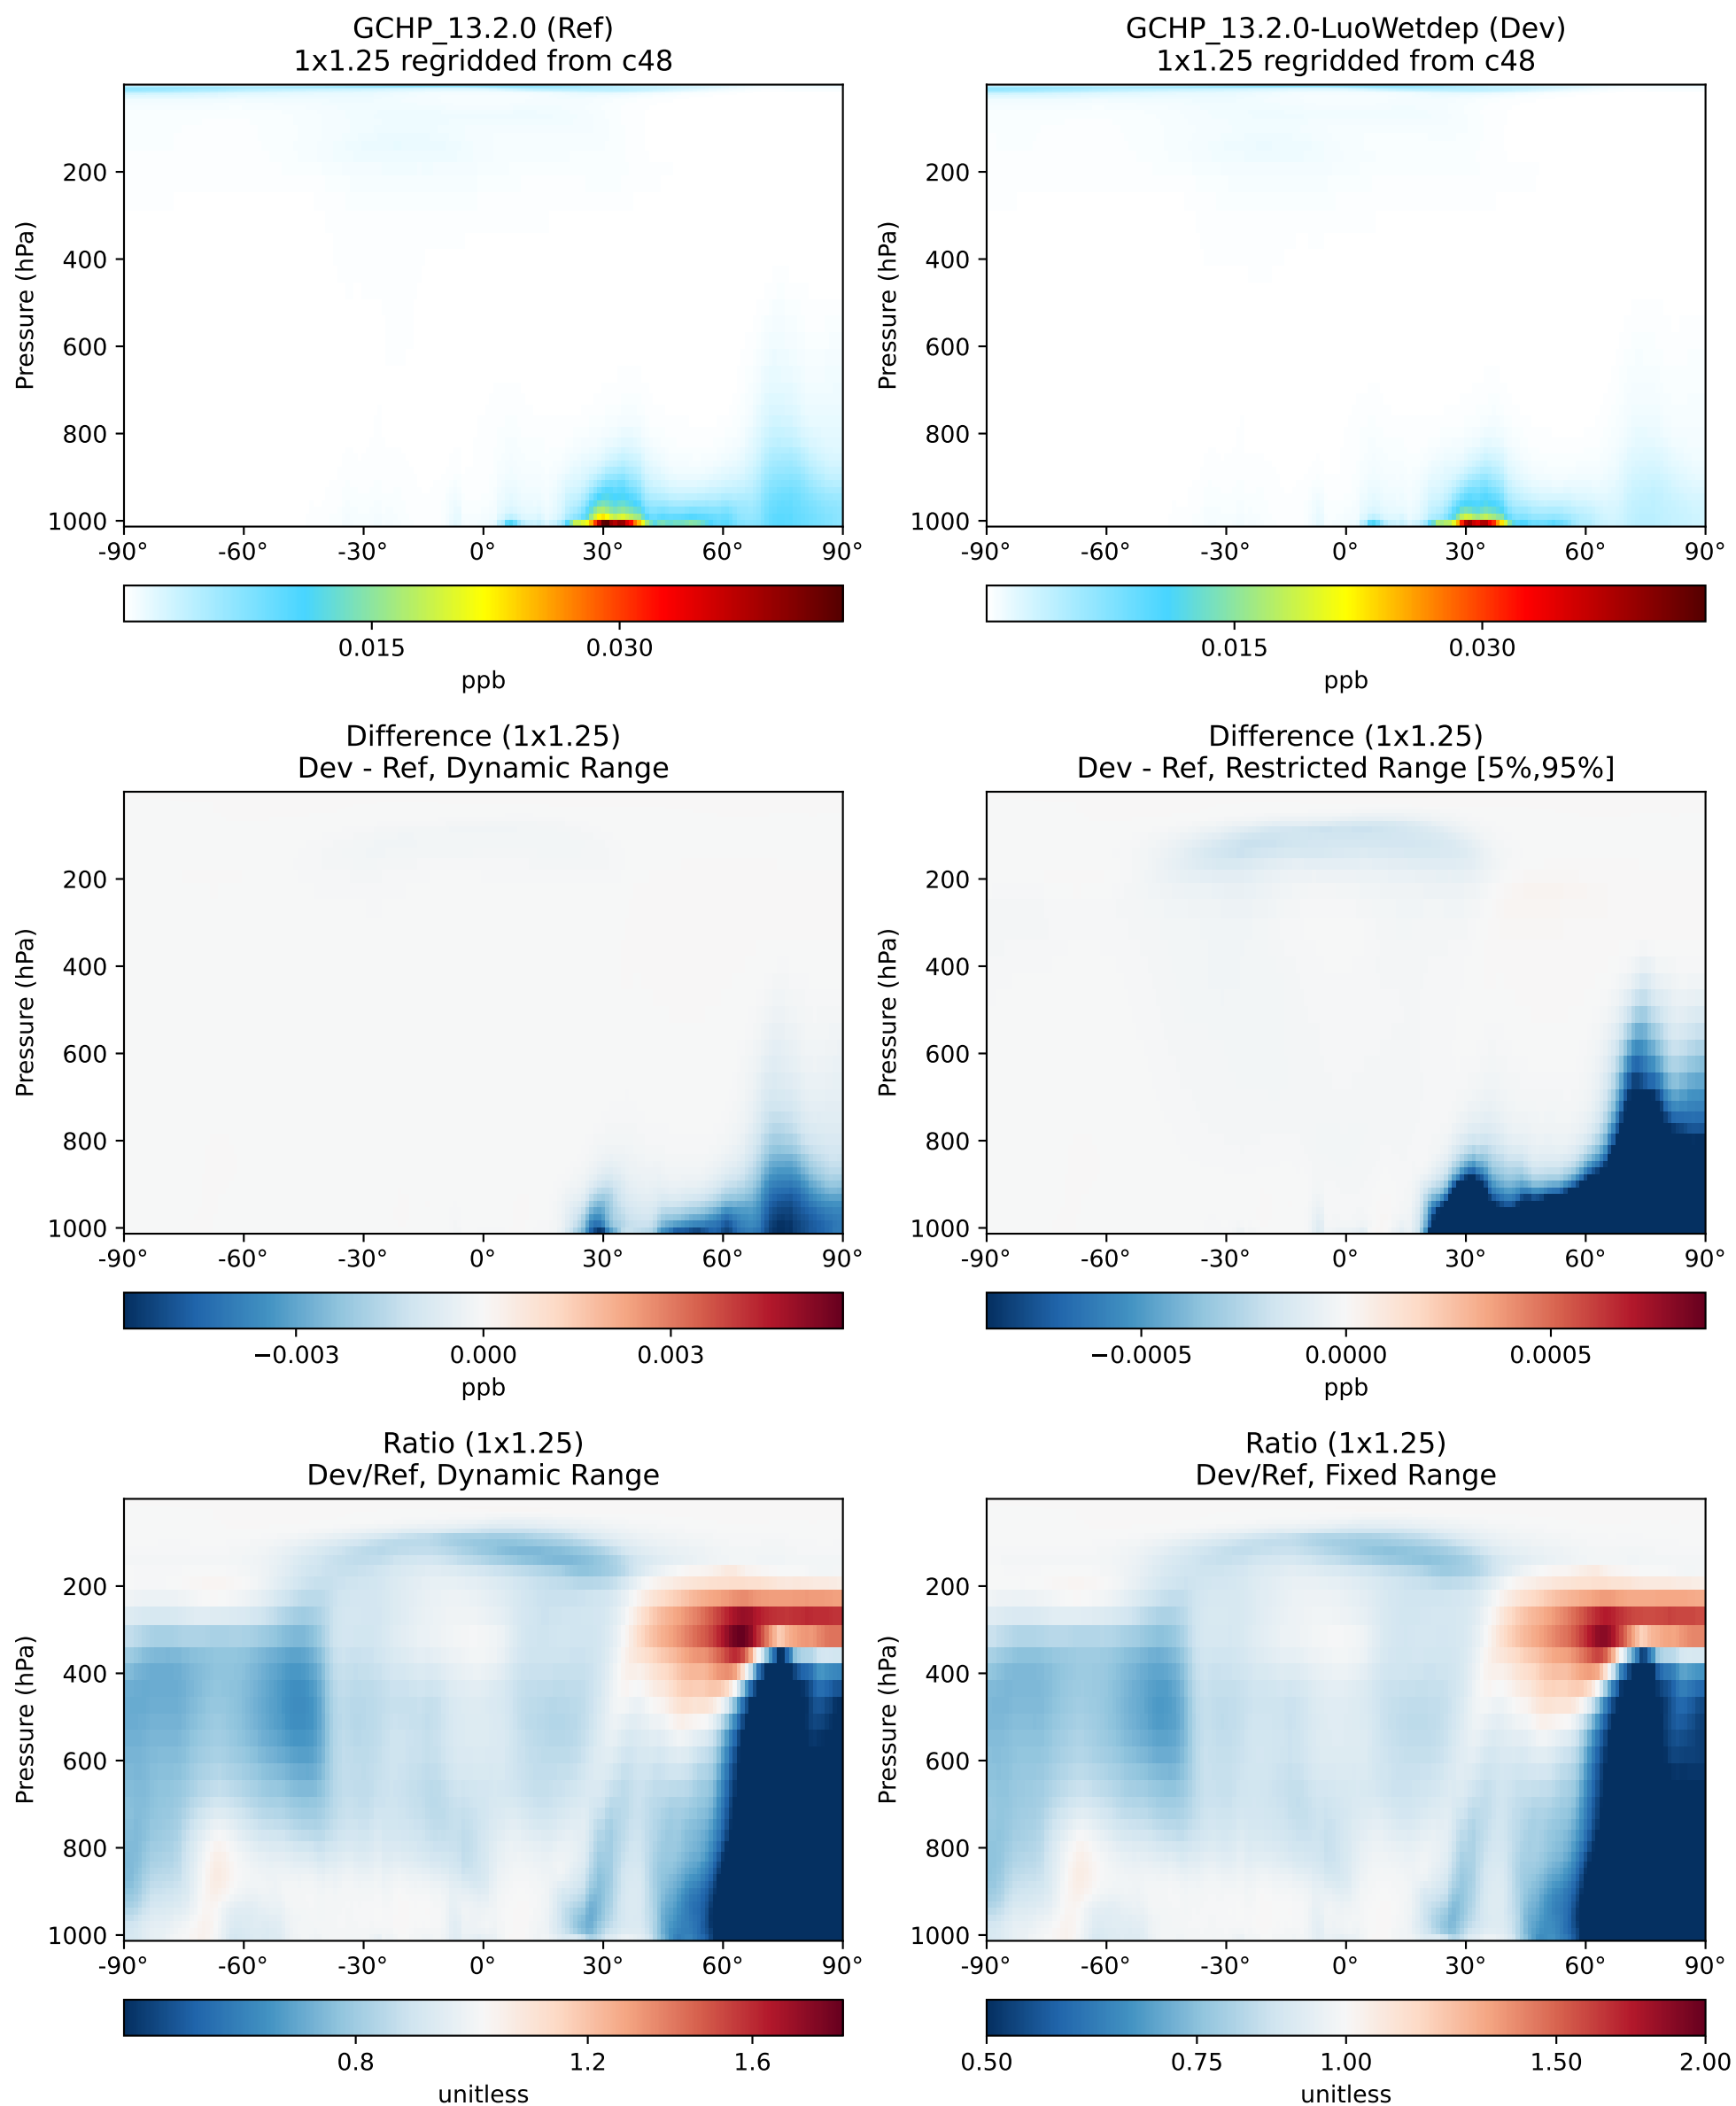 GCHP_13.2.0 (Ref)
1x1.25 regridded from c48
GCHP_13.2.0-LuoWetdep (Dev)
1x1.25 regridded from c48
Pressure (hPa)
200
400
600
800
1000
-90° -60° -30° 0° 30° 60° 90°
0.015 0.030
ppb
Pressure (hPa)
200
400
600
800
1000
-90° -60° -30° 0° 30° 60° 90°
0.015 0.030
ppb
Difference (1x1.25)
Dev - Ref, Dynamic Range
Difference (1x1.25)
Dev - Ref, Restricted Range [5%,95%]
Pressure (hPa)
200
400
600
800
1000
-90° -60° -30° 0° 30° 60° 90°
−0.003 0.000 0.003
ppb
Pressure (hPa)
200
400
600
800
1000
-90° -60° -30° 0° 30° 60° 90°
−0.0005 0.0000 0.0005
ppb
Ratio (1x1.25)
Dev/Ref, Dynamic Range
Ratio (1x1.25)
Dev/Ref, Fixed Range
Pressure (hPa)
200
400
600
800
1000
-90° -60° -30° 0° 30° 60° 90°
0.8 1.2 1.6
unitless
Pressure (hPa)
200
400
600
800
1000
-90° -60° -30° 0° 30° 60° 90°
0.50 0.75 1.00 1.50 2.00
unitless